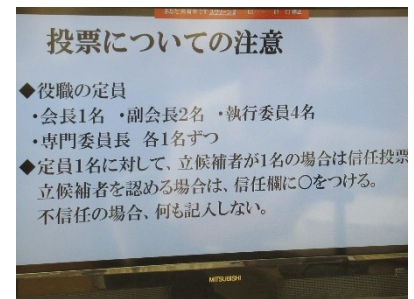 投票についての注意
◆役職の定員
・会長1名 ・副会長2名 ・執行委員4名
・専門委員長 各1名ずつ
◆定員1名に対して、立候補者が1名の場合は信任投票
立候補者を認める場合は、信任欄に○をつける。
不信任の場合、何も記入しない。
MITSUBISHI